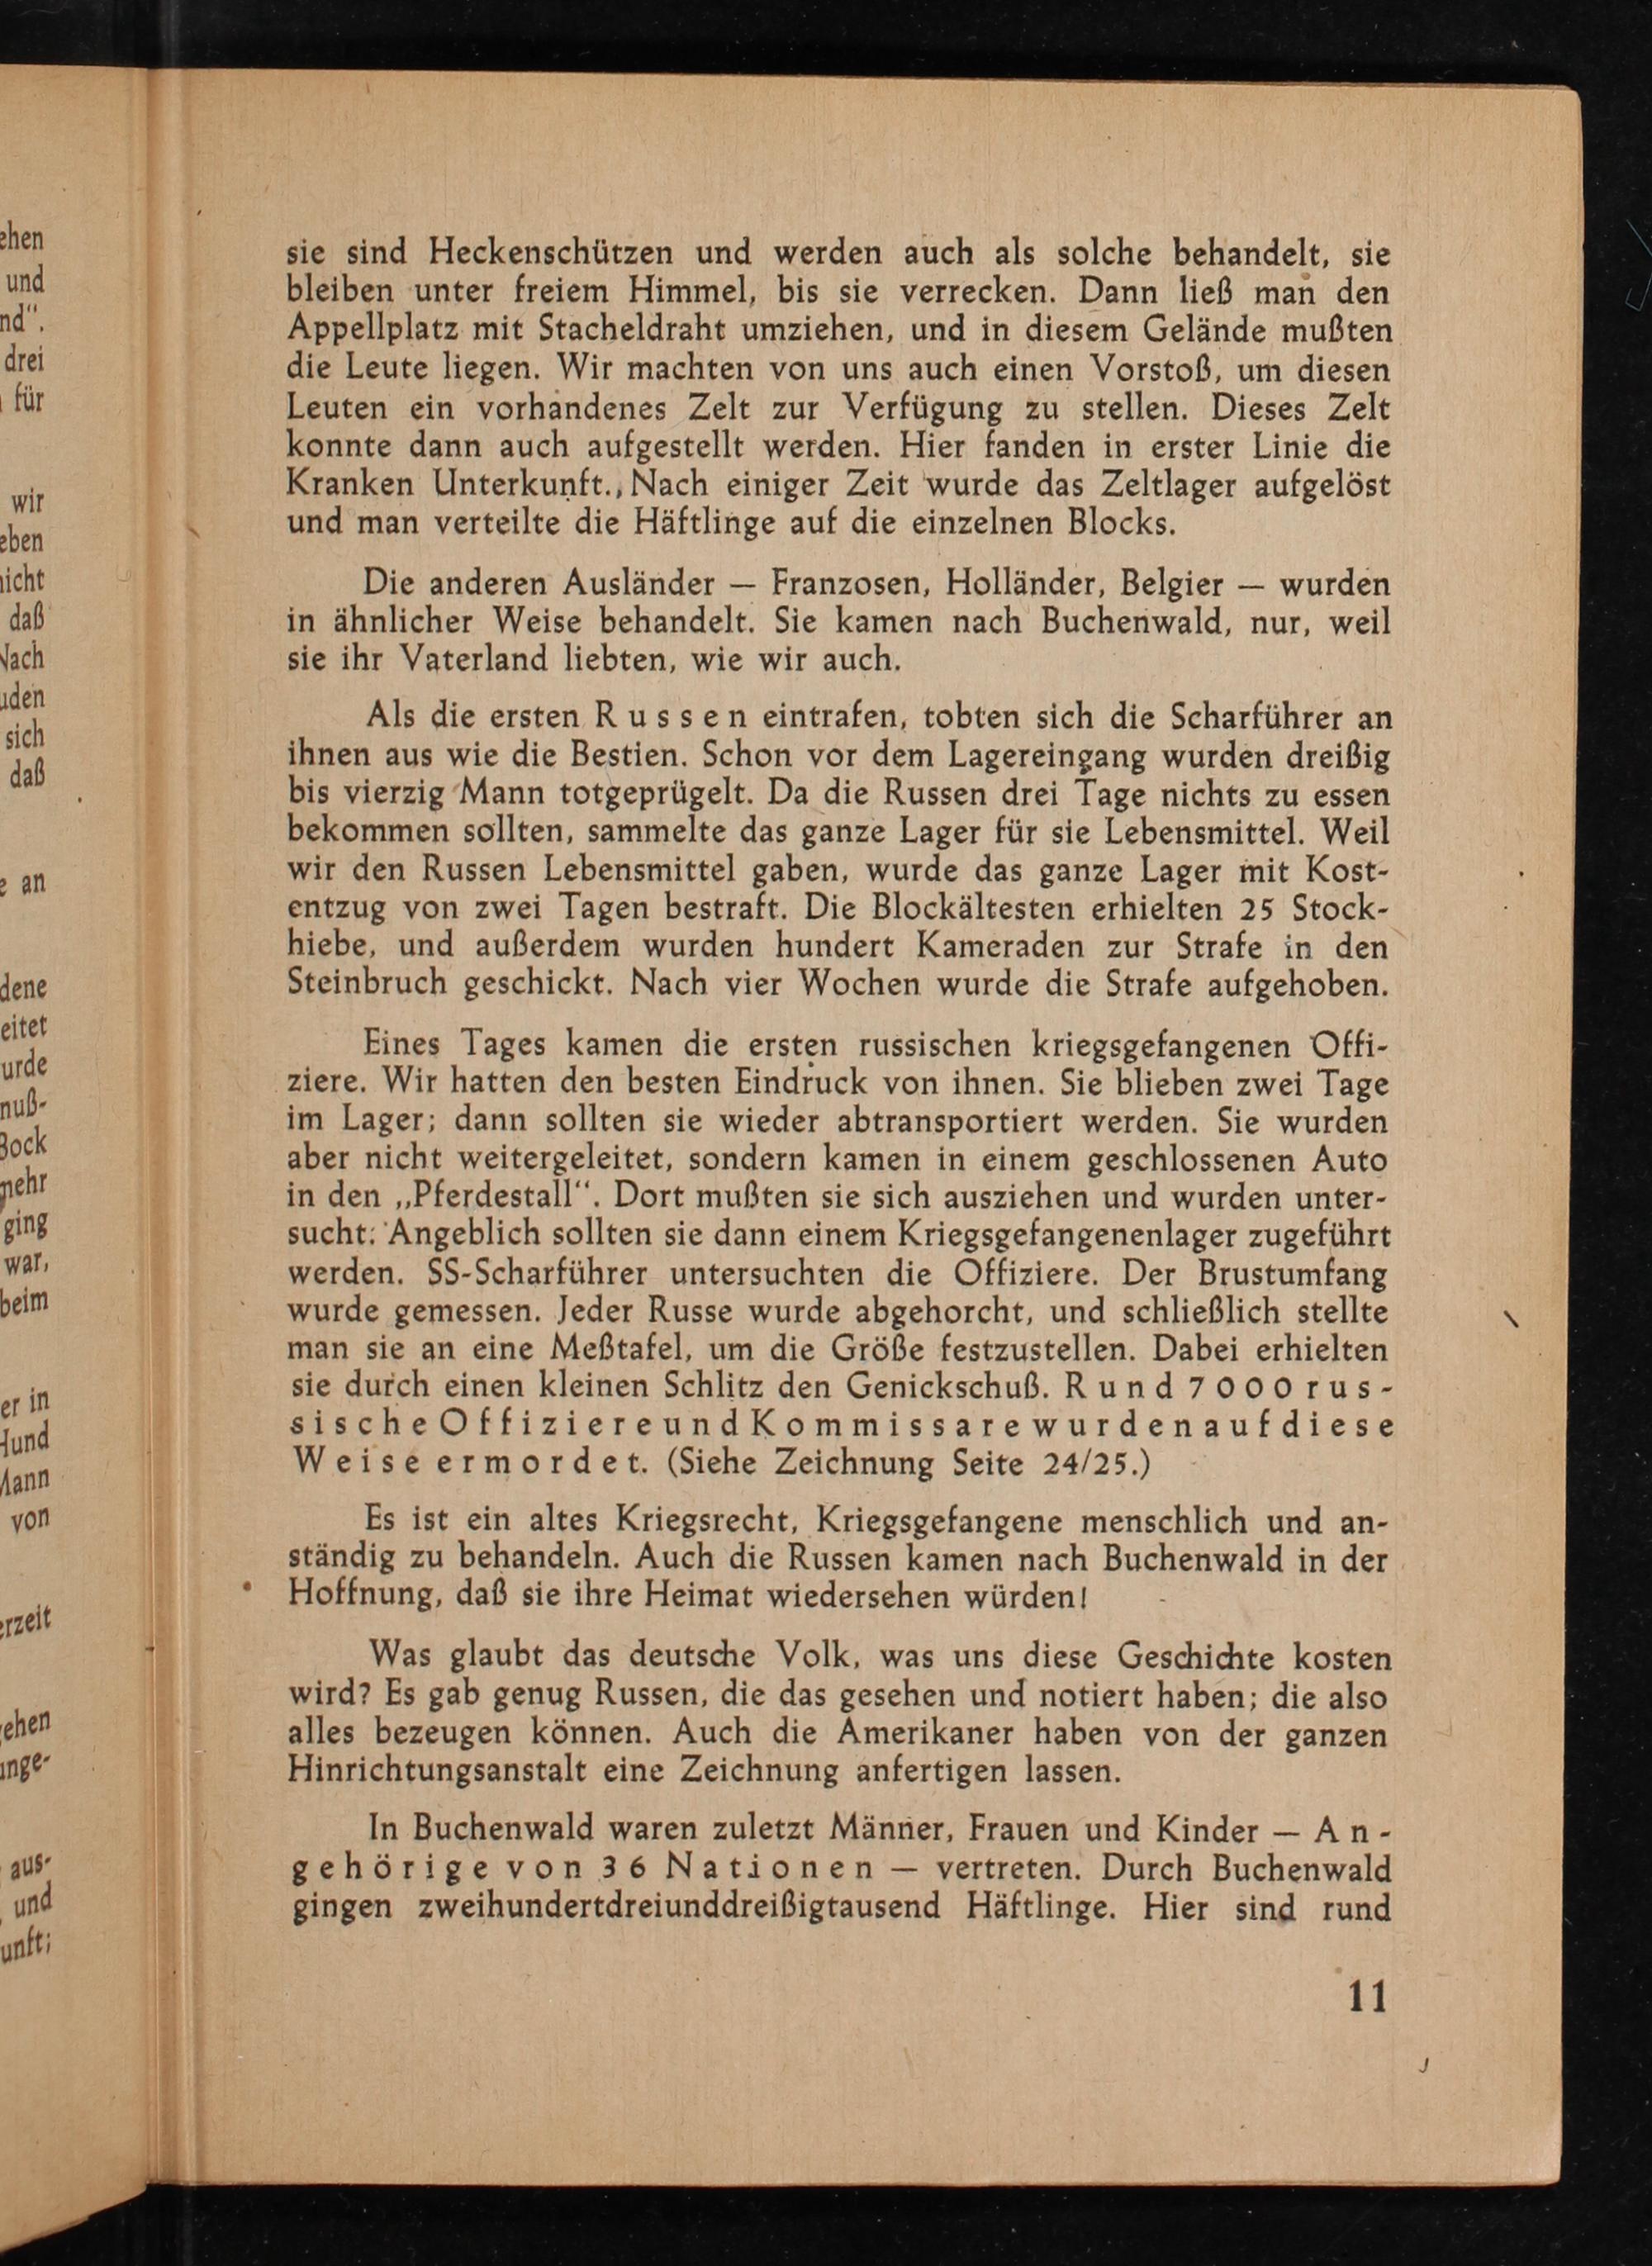 sie sind Heckenschützen und werden auch als solche behandelt, sie
bleiben unter freiem Himmel, bis sie verrecken. Dann ließ man den
Appellplatz mit Stacheldraht umziehen, und in diesem Gelände mußten
die Leute liegen. Wir machten von uns auch einen Vorstoß, um diesen
Leuten ein vorhandenes Zelt zur Verfügung zu stellen. Dieses Zelt
konnte dann auch aufgestellt werden. Hier fanden in erster Linie die
Kranken Unterkunft. Nach einiger Zeit wurde das Zeltlager aufgelöst
und man verteilte die Häftlinge auf die einzelnen Blocks.
Die anderen Ausländer — Franzosen, Holländer, Belgier — wurden
in ähnlicher Weise behandelt. Sie kamen nach Buchenwald, nur, weil
sie ihr Vaterland liebten, wie wir auch.
Als die ersten Russen eintrafen, tobten sich die Scharführer an
ihnen aus wie die Bestien. Schon vor dem Lagereingang wurden dreißig
bis vierzig Mann totgeprügelt. Da die Russen drei Tage nichts zu essen
bekommen sollten, sammelte das ganze Lager für sie Lebensmittel. Weil
wir den Russen Lebensmittel gaben, wurde das ganze Lager mit Kost-
entzug von zwei Tagen bestraft. Die Blockältesten erhielten 25 Stock-
hiebe, und außerdem wurden hundert Kameraden zur Strafe in den
Steinbruch geschickt. Nach vier Wochen wurde die Strafe aufgehoben.
Eines Tages kamen die ersten russischen kriegsgefangenen Offi-
ziere. Wir hatten den besten Eindruck von ihnen. Sie blieben zwei Tage
im Lager; dann sollten sie wieder abtransportiert werden. Sie wurden
aber nicht weitergeleitet, sondern kamen in einem geschlossenen Auto
in den „Pferdestall“. Dort mußten sie sich ausziehen und wurden unter-
sucht. Angeblich sollten sie dann einem Kriegsgefangenenlager zugeführt
werden. SS-Scharführer untersuchten die Offiziere. Der Brustumfang
wurde gemessen. Jeder Russe wurde abgehorcht, und schließlich stellte
man sie an eine Meßtafel, um die Größe festzustellen. Dabei erhielten
sie durch einen kleinen Schlitz den Genickschuß. Rund 7000 rus-
sische Offiziere und Kommissare wurden auf diese
Weise ermordet. (Siehe Zeichnung Seite 24/25.)
Es ist ein altes Kriegsrecht, Kriegsgefangene menschlich und an-
ständig zu behandeln. Auch die Russen kamen nach Buchenwald in der
Hoffnung, daß sie ihre Heimat wiedersehen würden!
Was glaubt das deutsche Volk, was uns diese Geschichte kosten
wird? Es gab genug Russen, die das gesehen und notiert haben; die also
alles bezeugen können. Auch die Amerikaner haben von der ganzen
Hinrichtungsanstalt eine Zeichnung anfertigen lassen.
In Buchenwald waren zuletzt Männer, Frauen und Kinder — An-
gehörige von 36 Nationen — vertreten. Durch Buchenwald
gingen zweihundertdreiunddreißigtausend Häftlinge. Hier sind rund
11